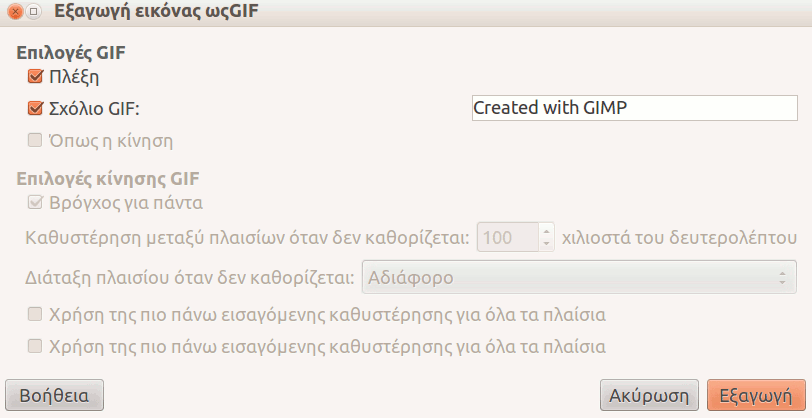 Εξαγωγή εικόνας ωςGIF
Επιλογές GIF
Πλέξη
Σχόλιο GIF: Created with GIMP
Όπως η κίνηση
Επιλογές κίνησης GIF
Βρόγχος για πάντα
Καθυστέρηση μεταξύ πλαισίων όταν δεν καθορίζεται: 100 χιλιοστά του δευτερολέπτου
Διάταξη πλαισίου όταν δεν καθορίζεται: Αδιάφορο
Χρήση της πιο πάνω εισαγόμενης καθυστέρησης για όλα τα πλαίσια
Χρήση της πιο πάνω εισαγόμενης καθυστέρησης για όλα τα πλαίσια
Βοήθεια Ακύρωση Εξαγωγή